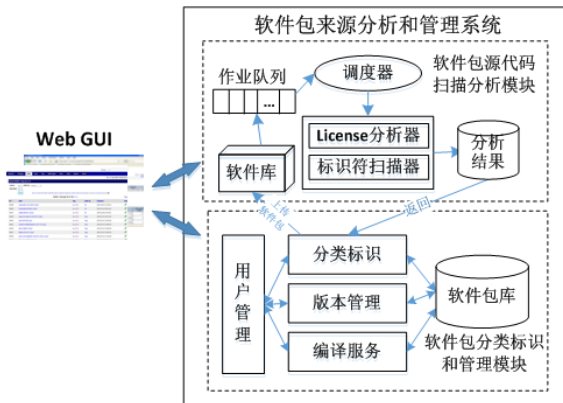 软件包来源分析和管理系统
作业队列
调度器
软件包源代码
扫描分析模块
...
Web GUI
License分析器
标识符扫描器
分析
结果
软件库
上传
软件包
返回
用户管理
分类标识
版本管理
编译服务
软件包库
软件包分类标识
和管理模块